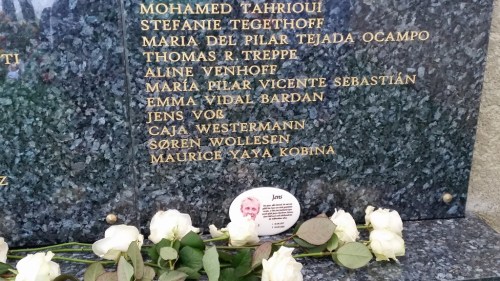 MOHAMED TAHRIOUI
STEFANIE TEGETHOFF
MARIA DEL PILAR TEJADA OCAMPO
TI
THOMAS R. TREPPE
ALINE VENHOFF
MARÍA PILAR VICENTE SEBASTIÁN
EMMA VIDAL BARDAN
JENS VOß
CAJA WESTERMANN
SØREN WOLLESEN
MAURICE YAYA KOBINA
Z
Jens